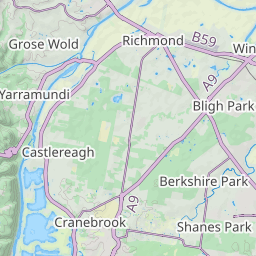 Grose Wold
Richmond
B59
Win
A9
Yarramundi
Bligh Park
Castlereagh
Berkshire Park
A9
Cranebrook
Shanes Park